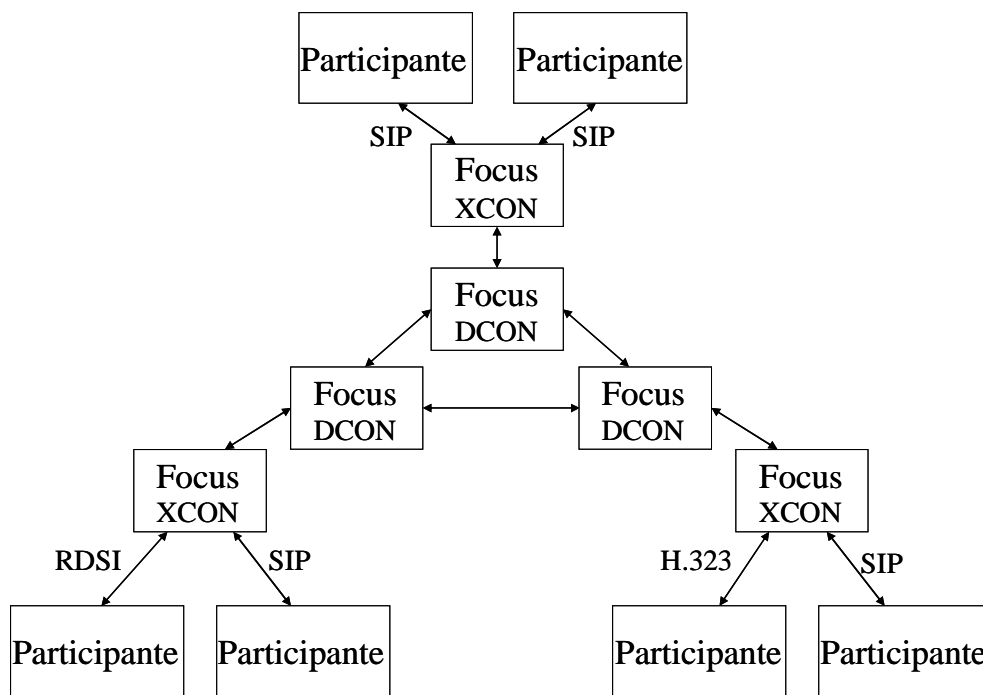 Participante
Participante
SIP
SIP
Focus
XCON
Focus
DCON
Focus
DCON
Focus
DCON
Focus
XCON
Focus
XCON
RDSI
SIP
H.323
SIP
Participante
Participante
Participante
Participante